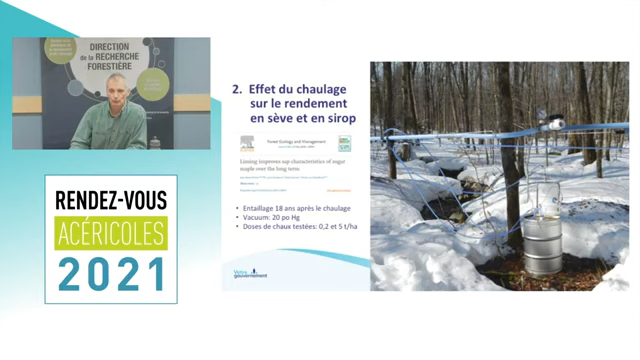 DIRECTION
de la RECHERCHE
FORESTIÈRE
RENDEZ-VOUS
ACÉRICOLES
2021
2. Effet du chaulage
sur le rendement
en sève et en sirop
Forest Ecology and Management
Liming improves sap characteristics of sugar
maple over the long term
• Entaillage 18 ans après le chaulage
• Vacuum: 20 po Hg
• Doses de chaux testées: 0,2 et 5 t/ha
Votre
gouvernement